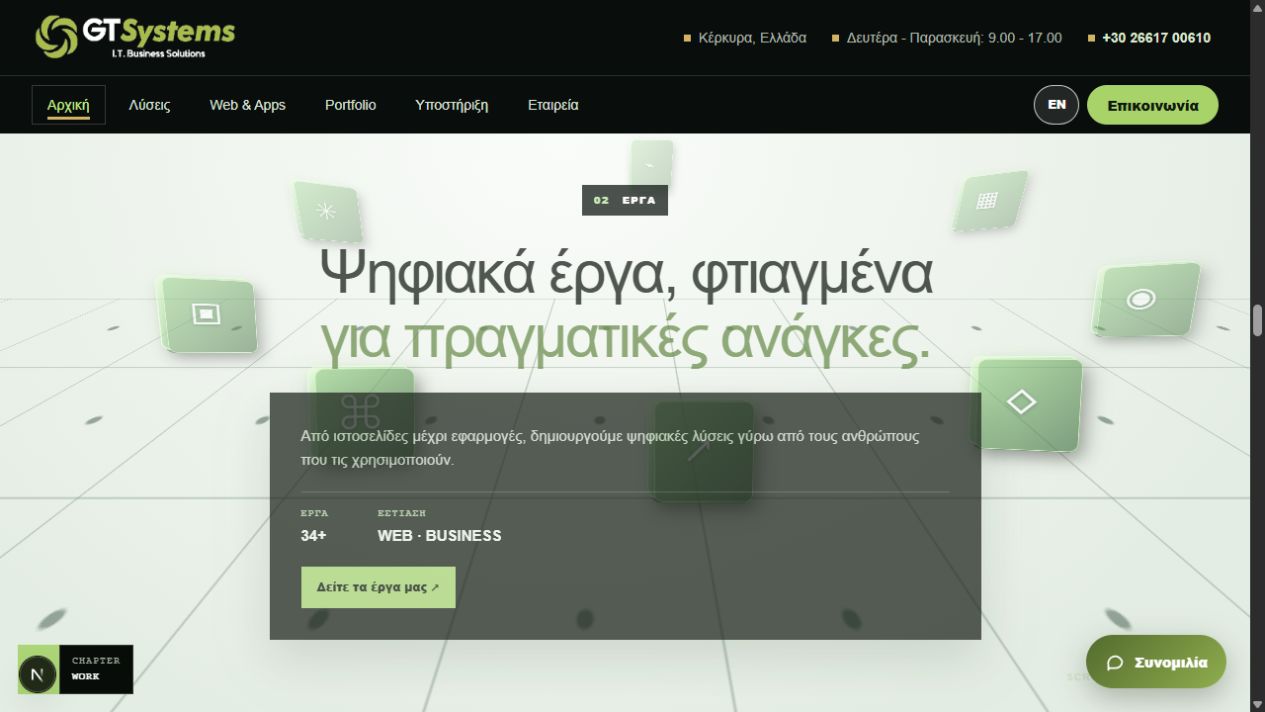 GTSystems
I.T. Business Solutions
Κέρκυρα, Ελλάδα
Δευτέρα - Παρασκευή: 9.00 - 17.00
+30 26617 00610
Αρχική
Λύσεις
Web & Apps
Portfolio
Υποστήριξη
Εταιρεία
EN
Επικοινωνία
02 ΕΡΓΑ
Ψηφιακά έργα, φτιαγμένα
για πραγματικές ανάγκες.
Από ιστοσελίδες μέχρι εφαρμογές, δημιουργούμε ψηφιακές λύσεις γύρω από τους ανθρώπους
που τις χρησιμοποιούν.
ΕΡΓΑ
34+
ΕΣΤΙΑΣΗ
WEB · BUSINESS
Δείτε τα έργα μας ↗
N
CHAPTER
WORK
Συνομιλία